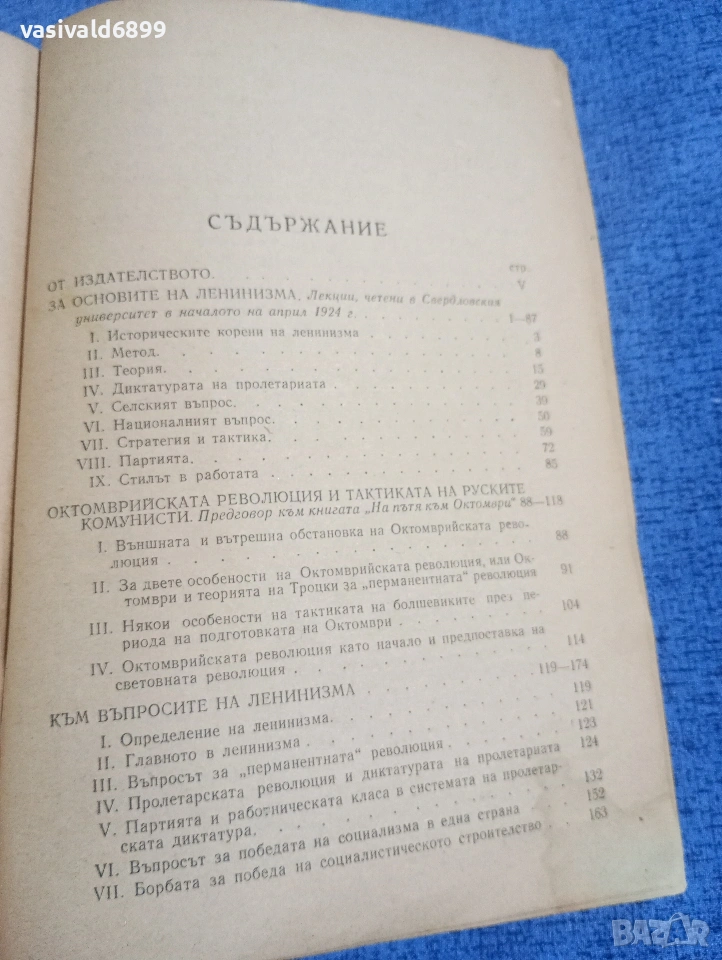 vasivald6899
СЪДЪРЖАНИЕ
стр.
ОТ ИЗДАТЕЛСТВОТО. V
ЗА ОСНОВИТЕ НА ЛЕНИНИЗМА. Лекции, четени в Свердловския
университет в началото на април 1924 г. 1—87
I. Историческите корени на ленинизма 3
II. Метод. 8
III. Теория. 15
IV. Диктатурата на пролетариата 29
V. Селският въпрос. 39
VI. Националният въпрос. 50
VII. Стратегия и тактика. 59
VIII. Партията. 72
IX. Стилът в работата 85
ОКТОМВРИЙСКАТА РЕВОЛЮЦИЯ И ТАКТИКАТА НА РУСКИТЕ
КОМУНИСТИ. Предговор към книгата „На пътя към Октомври“ 88—118
I. Външната и вътрешна обстановка на Октомврийската рево-
люция 88
II. За двете особености на Октомврийската революция, или Ок-
томври и теорията на Троцки за „перманентната“ революция 91
III. Някои особености на тактиката на болшевиките през пе-
риода на подготовката на Октомври 104
IV. Октомврийската революция като начало и предпоставка на
световната революция 114
КЪМ ВЪПРОСИТЕ НА ЛЕНИНИЗМА 119—174
I. Определение на ленинизма. 119
II. Главното в ленинизма 121
III. Въпросът за „перманентната“ революция 123
IV. Пролетарската революция и диктатурата на пролетариата 124
V. Партията и работническата класа в системата на пролетар-
ската диктатура. 132
VI. Въпросът за победата на социализма в една страна 152
VII. Борбата за победа на социалистическото строителство 163
BAZAR